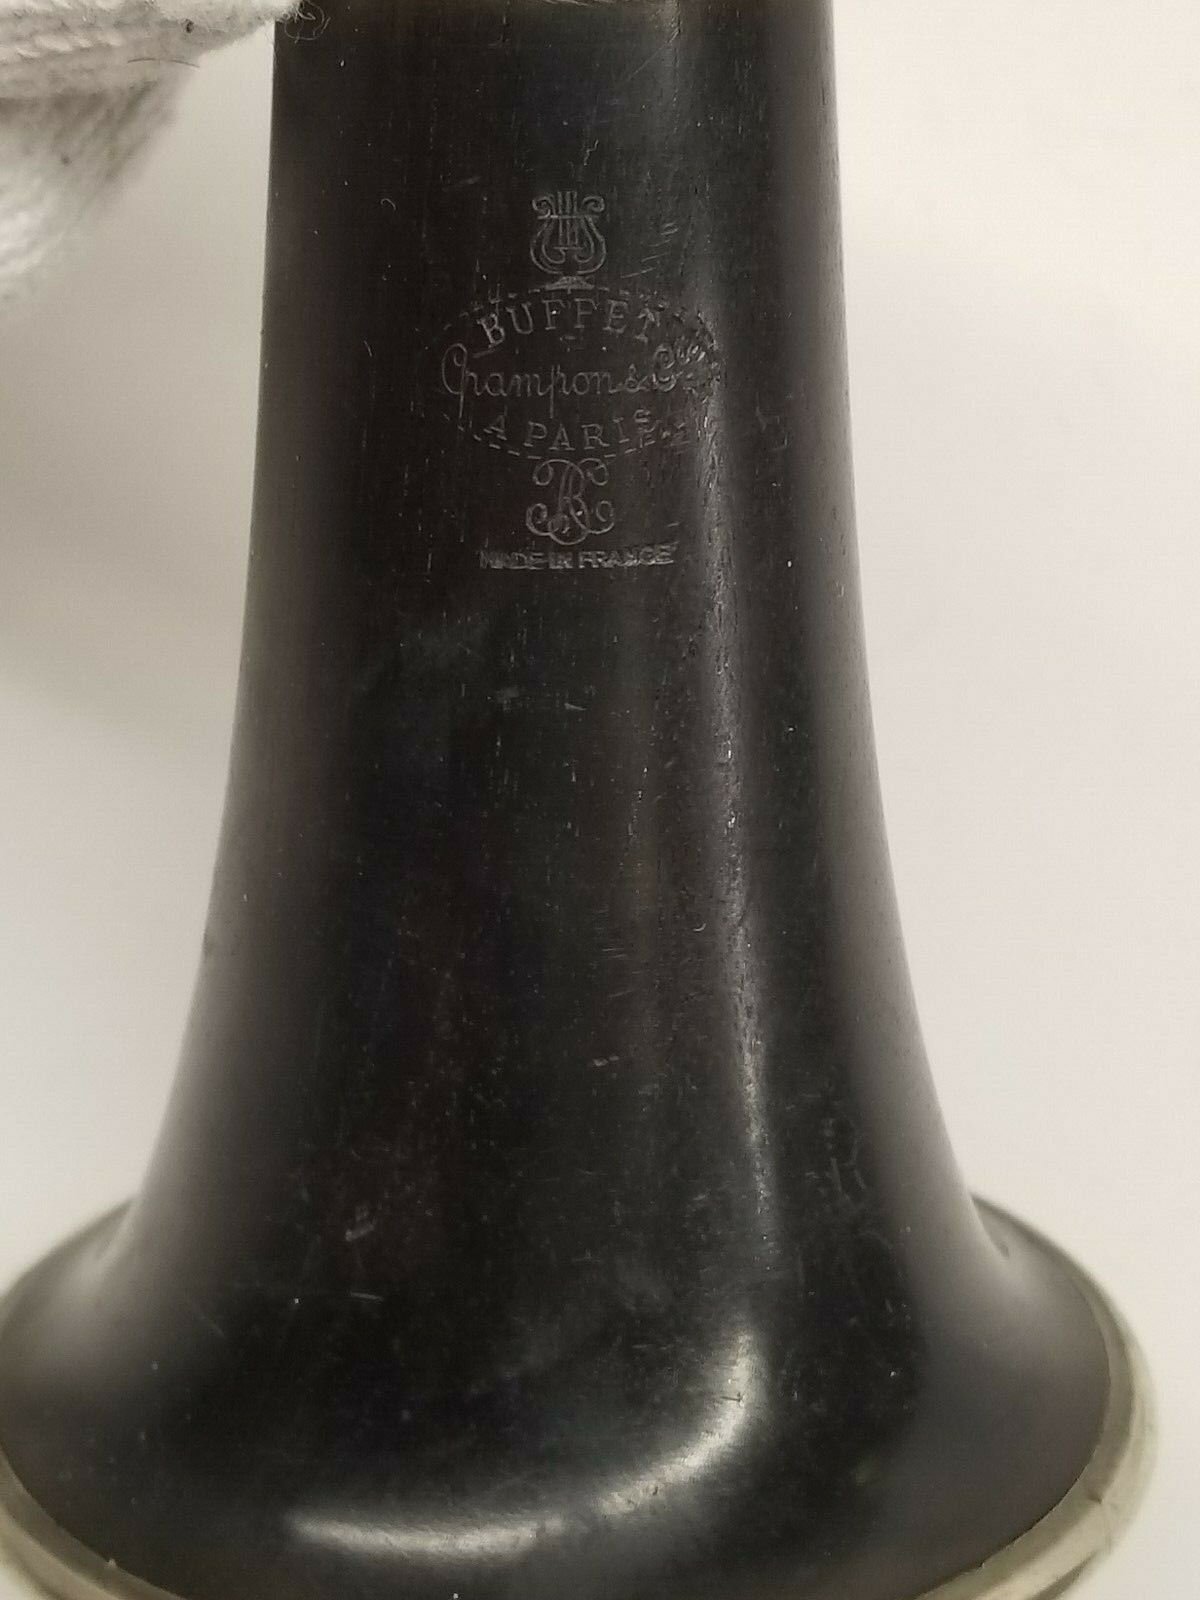 BUFFET
Crampon & Cie
A PARIS
BC
MADE IN FRANCE